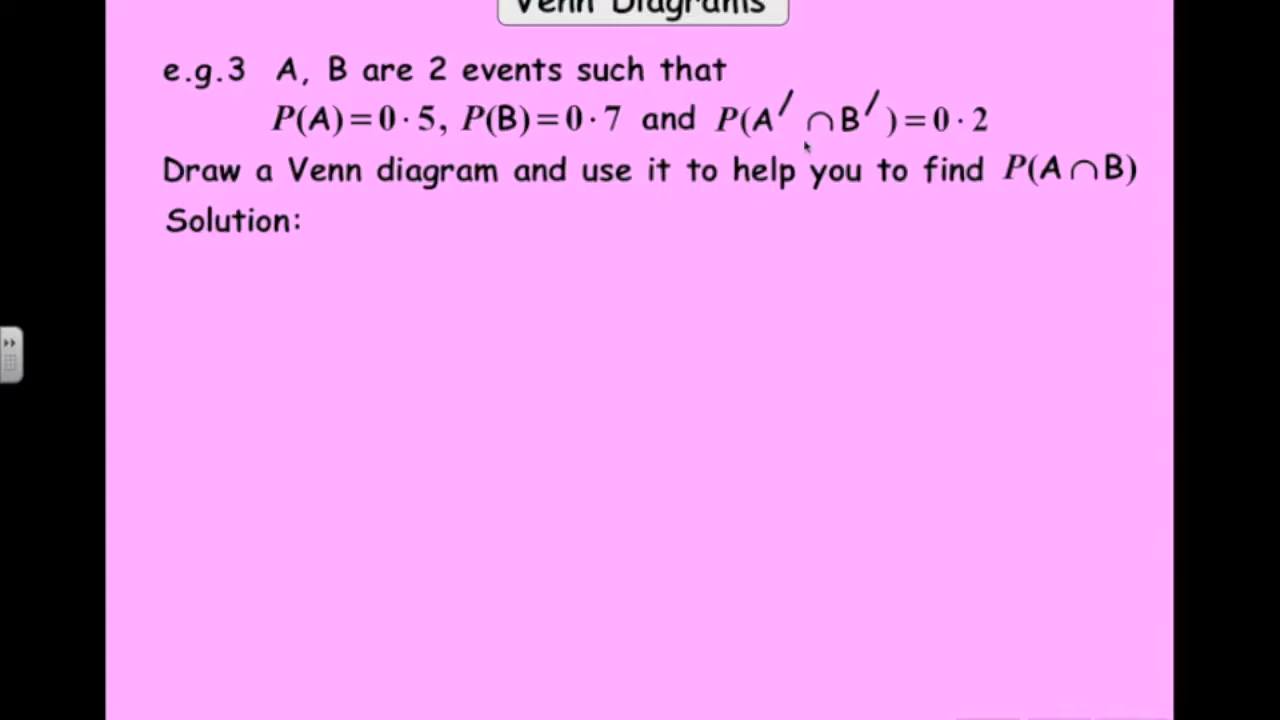 Venn Diagrams
e.g.3 A, B are 2 events such that
P(A)=0·5, P(B)=0·7 and P(A′ ∩B′)=0·2
Draw a Venn diagram and use it to help you to find P(A∩B)
Solution: